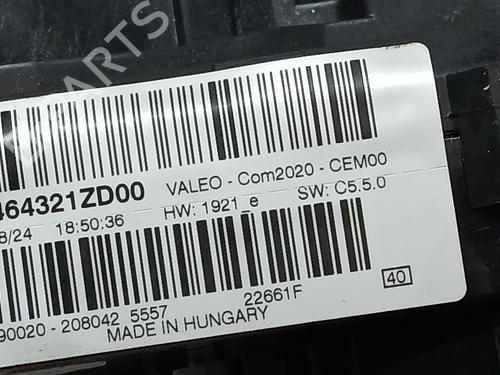 464321ZD00 VALEO - Com2020 - CEM00
8/24 18:50:36 HW: 1921_e SW: C5.5.0
90020 - 208042 5557 22661F 40
MADE IN HUNGARY